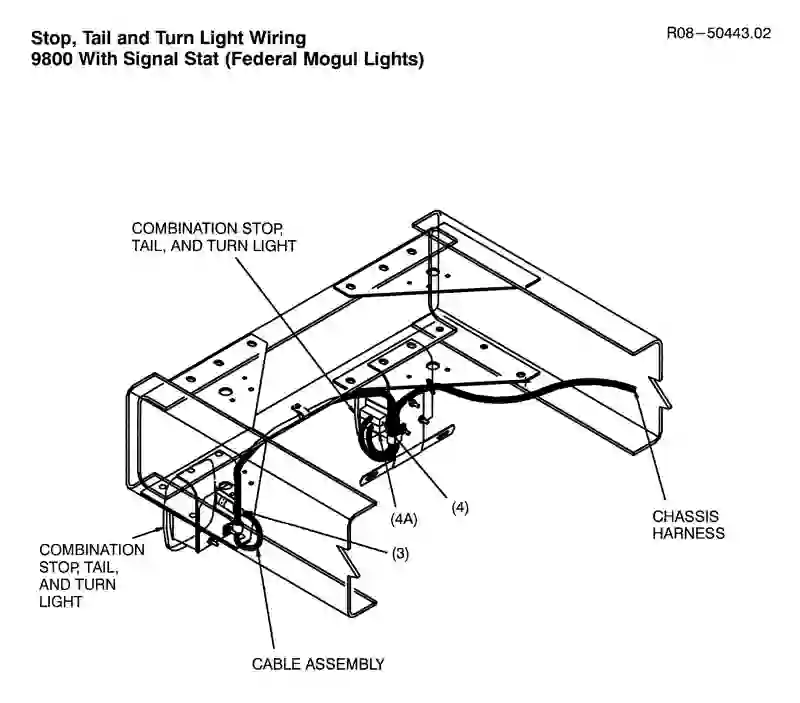 Stop, Tail and Turn Light Wiring
9800 With Signal Stat (Federal Mogul Lights)
R08-50443.02
COMBINATION STOP,
TAIL, AND TURN LIGHT
(4A)
(4)
(3)
CHASSIS
HARNESS
COMBINATION
STOP, TAIL,
AND TURN
LIGHT
CABLE ASSEMBLY